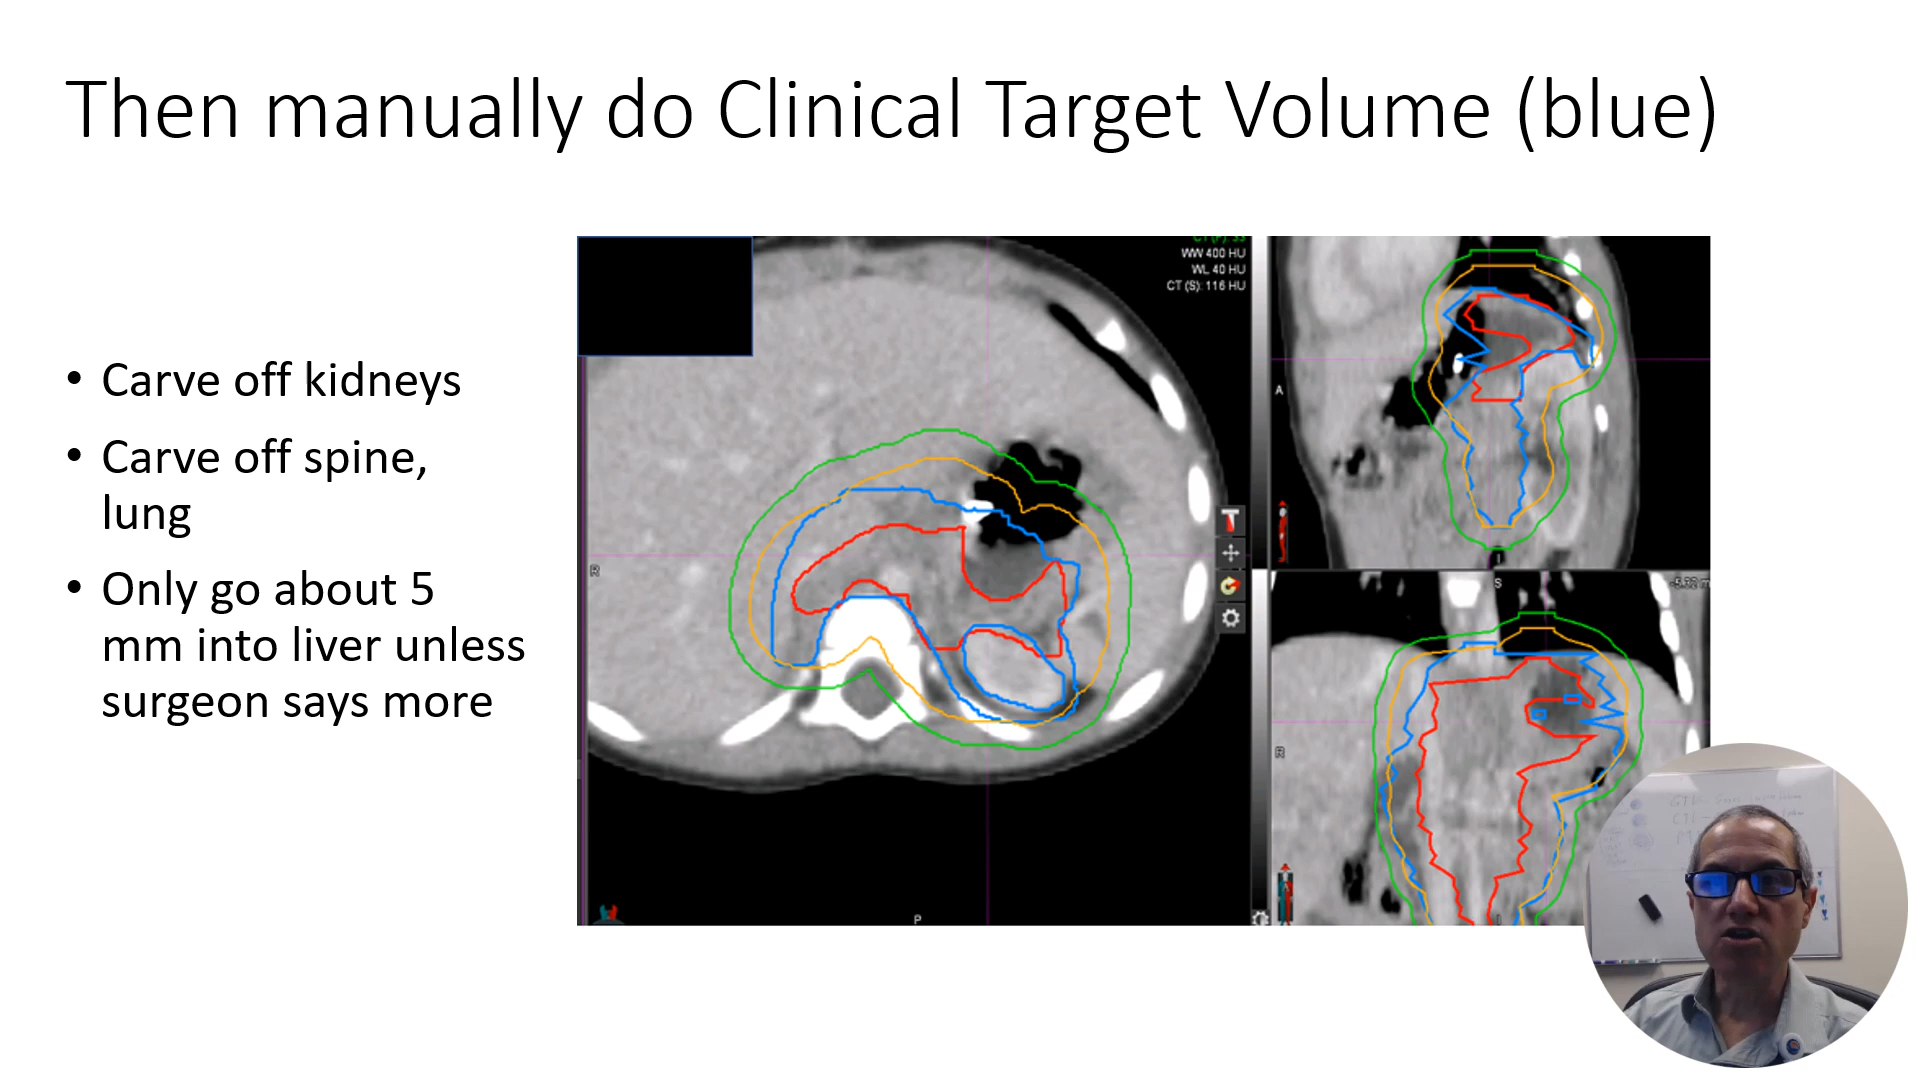 Then manually do Clinical Target Volume (blue)
• Carve off kidneys
• Carve off spine,
lung
• Only go about 5
mm into liver unless
surgeon says more
WW 400 HU
WL 40 HU
CT (S): 116 HU
R
P
A
I
S
R